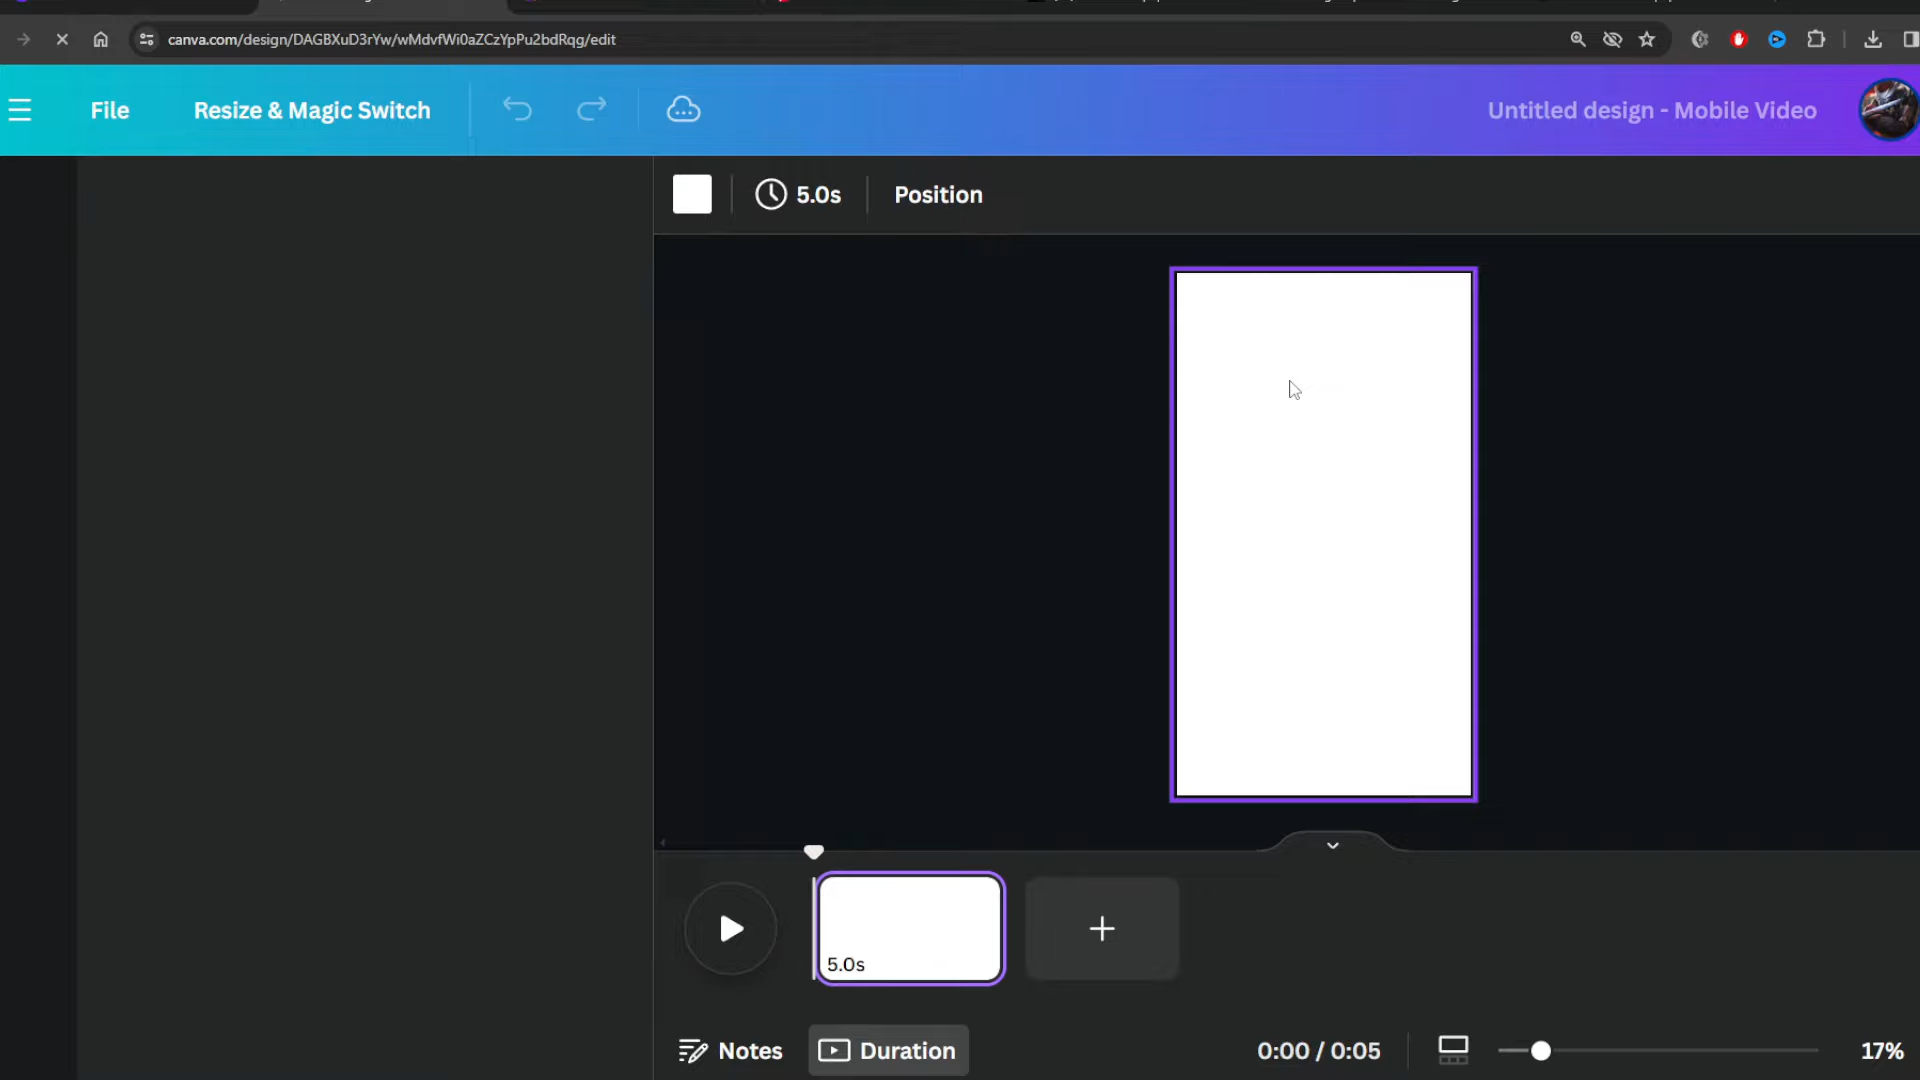 canva.com/design/DAGBXuD3rYw/wMdvfWi0aZCzYpPu2bdRqg/edit
File
Resize & Magic Switch
Untitled design - Mobile Video
5.0s
Position
5.0s
Notes
Duration
0:00 / 0:05
17%